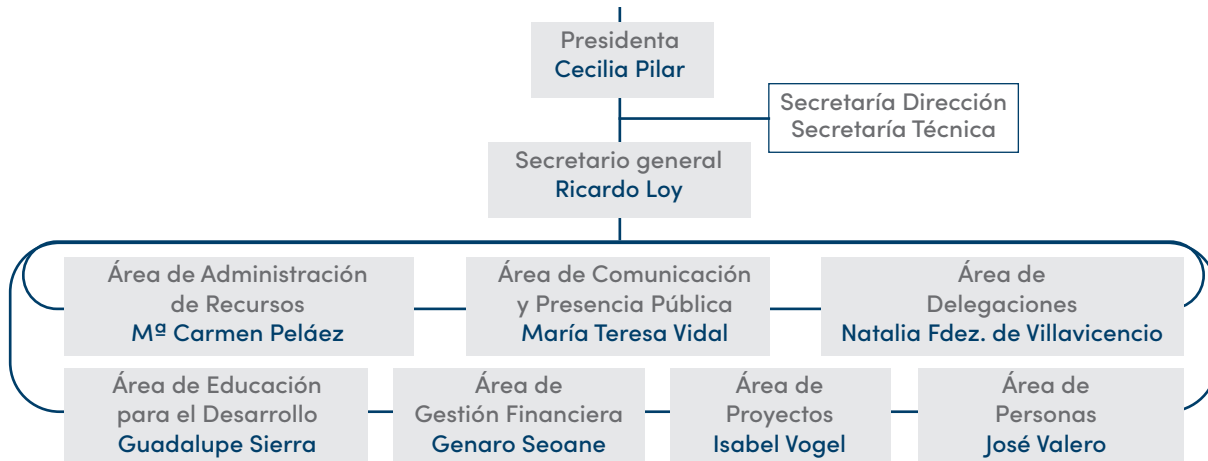 Presidenta
Cecilia Pilar
Secretaría Dirección
Secretaría Técnica
Secretario general
Ricardo Loy
Área de Administración
de Recursos
Mª Carmen Peláez
Área de Comunicación
y Presencia Pública
María Teresa Vidal
Área de
Delegaciones
Natalia Fdez. de Villavicencio
Área de Educación
para el Desarrollo
Guadalupe Sierra
Área de
Gestión Financiera
Genaro Seoane
Área de
Proyectos
Isabel Vogel
Área de
Personas
José Valero